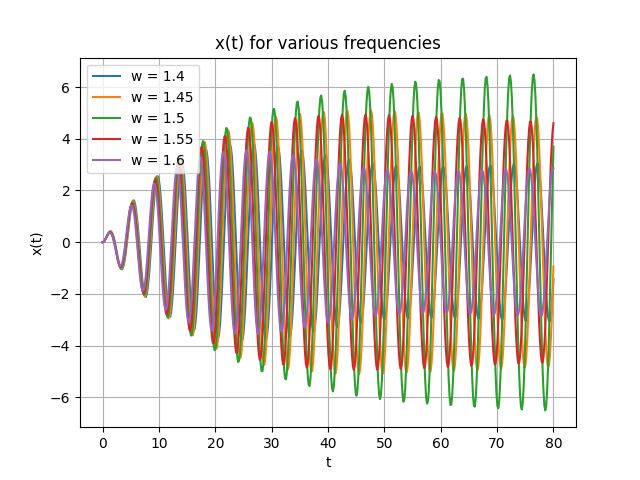 x(t) for various frequencies
w = 1.4
w = 1.45
w = 1.5
w = 1.55
w = 1.6
x(t)
6
4
2
0
−2
−4
−6
0 10 20 30 40 50 60 70 80
t